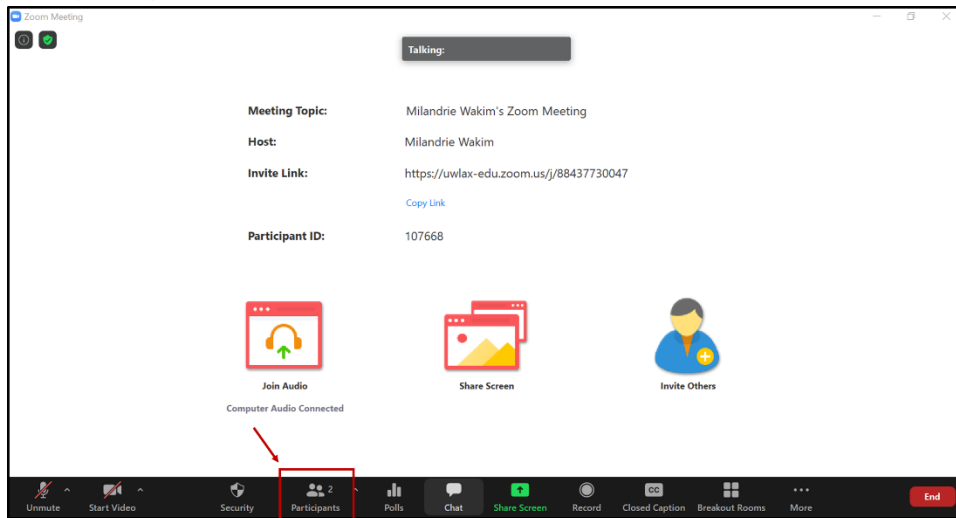 Zoom Meeting
Talking:
Meeting Topic: Milandrie Wakim's Zoom Meeting
Host: Milandrie Wakim
Invite Link: https://uwlax-edu.zoom.us/j/88437730047
Copy Link
Participant ID: 107668
Join Audio Share Screen Invite Others
Computer Audio Connected
2
CC
Unmute Start Video Security Participants Polls Chat Share Screen Record Closed Caption Breakout Rooms More End